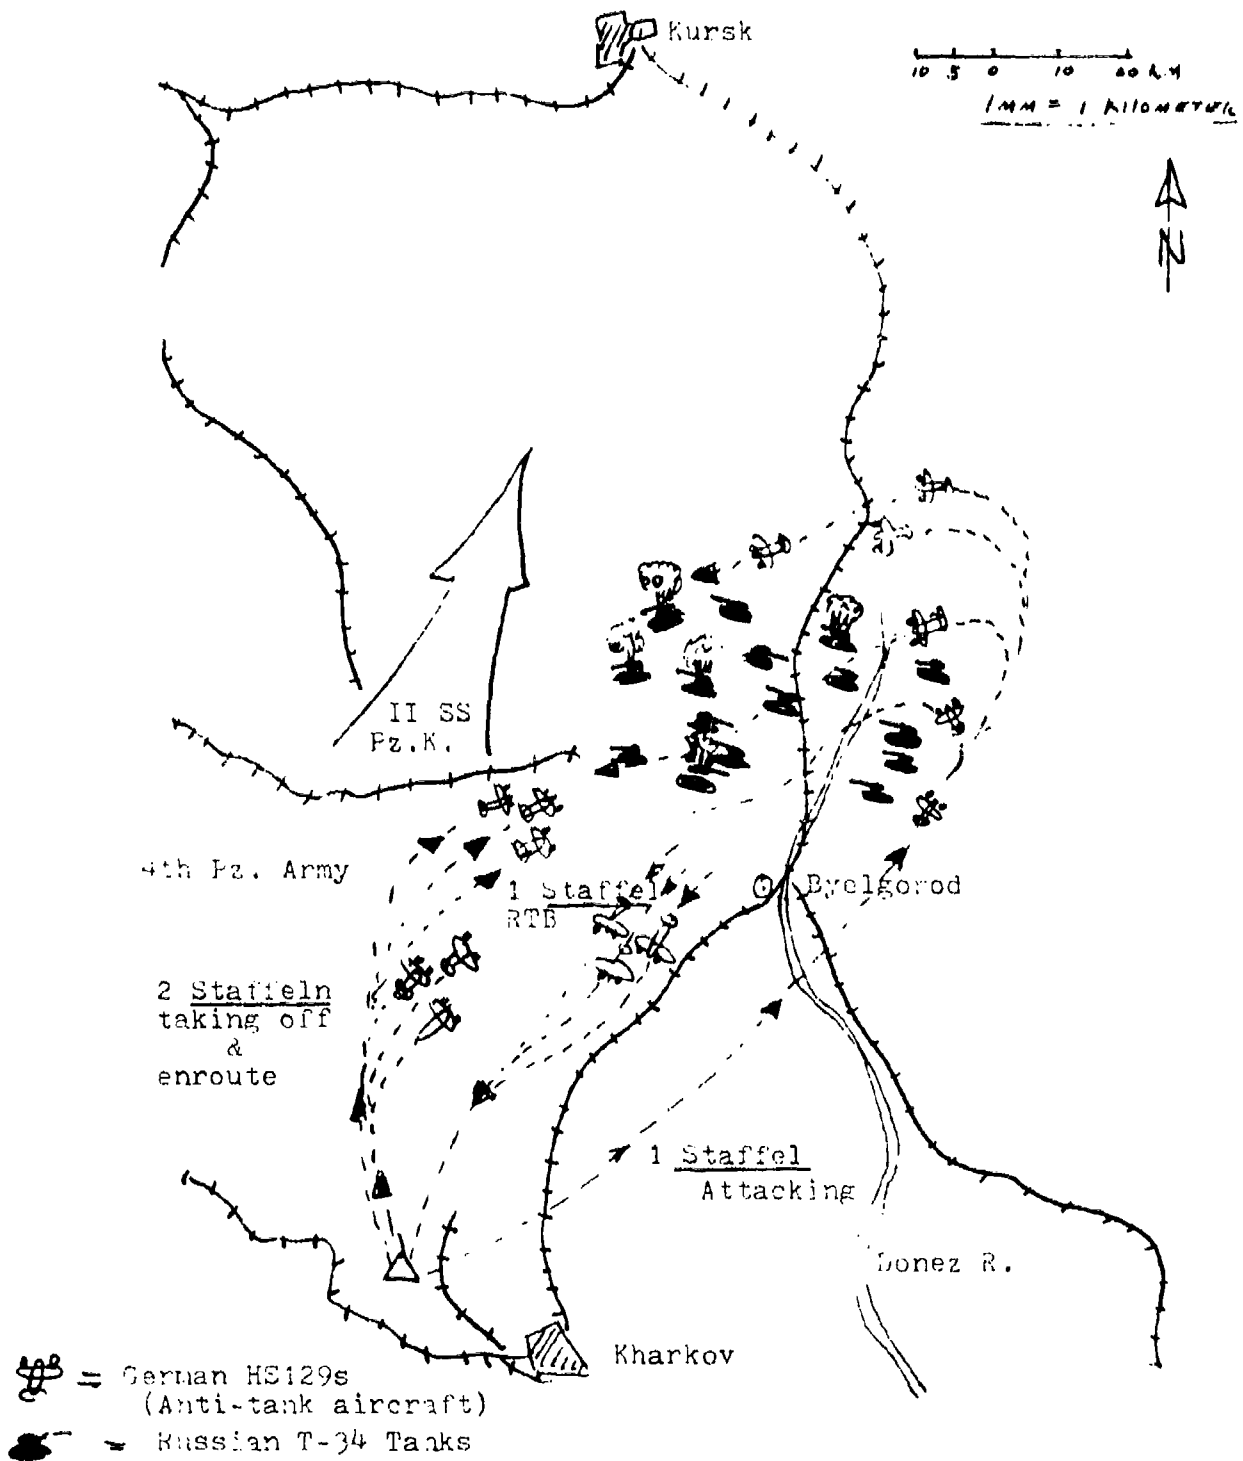 Kursk
10 5 0 10 20 K.M
1MM = 1 KILOMETER
N
II SS
Pz.K.
4th Pz. Army
1 Staffel
RTB
Byelgorod
2 Staffeln
taking off
&
enroute
1 Staffel
Attacking
Donez R.
Kharkov
= German HS129s
(Anti-tank aircraft)
= Russian T-34 Tanks